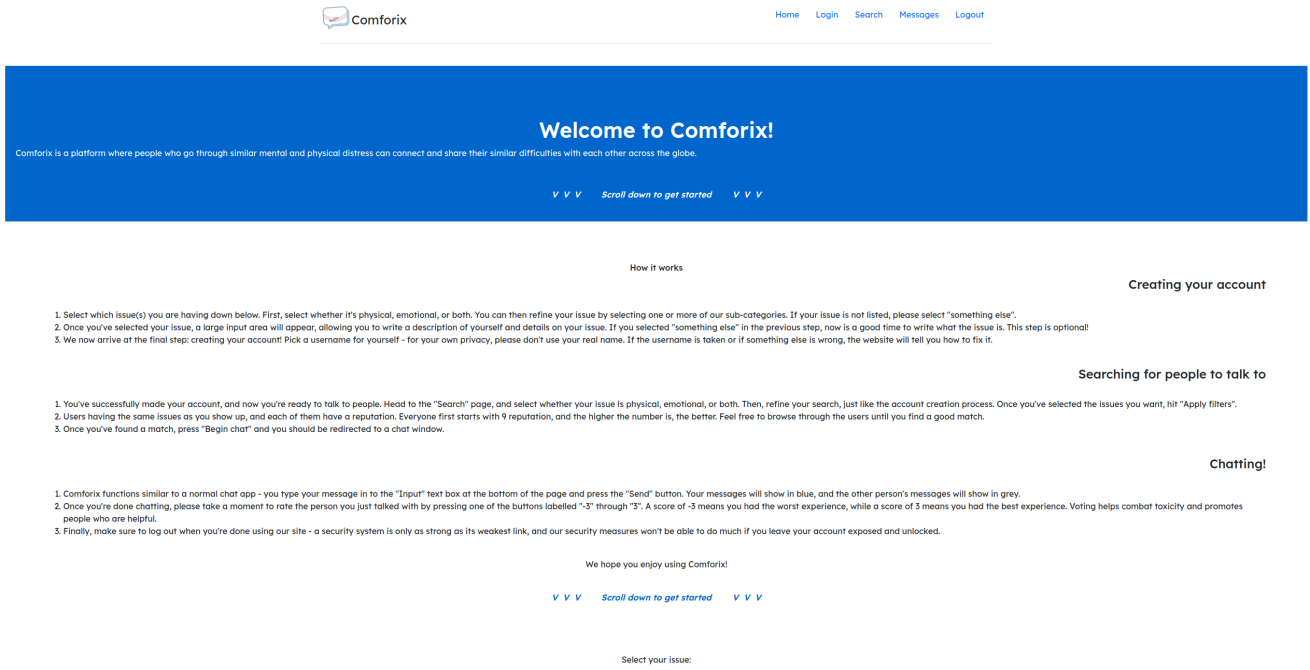 Comforix
Home Login Search Messages Logout
Welcome to Comforix!
Comforix is a platform where people who go through similar mental and physical distress can connect and share their similar difficulties with each other across the globe.
V V V Scroll down to get started V V V
How it works
Creating your account
1. Select which issue(s) you are having down below. First, select whether it's physical, emotional, or both. You can then refine your issue by selecting one or more of our sub-categories. If your issue is not listed, please select "something else".
2. Once you've selected your issue, a large input area will appear, allowing you to write a description of yourself and details on your issue. If you selected "something else" in the previous step, now is a good time to write what the issue is. This step is optional!
3. We now arrive at the final step: creating your account! Pick a username for yourself - for your own privacy, please don't use your real name. If the username is taken or if something else is wrong, the website will tell you how to fix it.
Searching for people to talk to
1. You've successfully made your account, and now you're ready to talk to people. Head to the "Search" page, and select whether your issue is physical, emotional, or both. Then, refine your search, just like the account creation process. Once you've selected the issues you want, hit "Apply filters".
2. Users having the same issues as you show up, and each of them have a reputation. Everyone first starts with 9 reputation, and the higher the number is, the better. Feel free to browse through the users until you find a good match.
3. Once you've found a match, press "Begin chat" and you should be redirected to a chat window.
Chatting!
1. Comforix functions similar to a normal chat app - you type your message in to the "Input" text box at the bottom of the page and press the "Send" button. Your messages will show in blue, and the other person's messages will show in grey.
2. Once you're done chatting, please take a moment to rate the person you just talked with by pressing one of the buttons labelled "-3" through "3". A score of -3 means you had the worst experience, while a score of 3 means you had the best experience. Voting helps combat toxicity and promotes
people who are helpful.
3. Finally, make sure to log out when you're done using our site - a security system is only as strong as its weakest link, and our security measures won't be able to do much if you leave your account exposed and unlocked.
We hope you enjoy using Comforix!
V V V Scroll down to get started V V V
Select your issue: